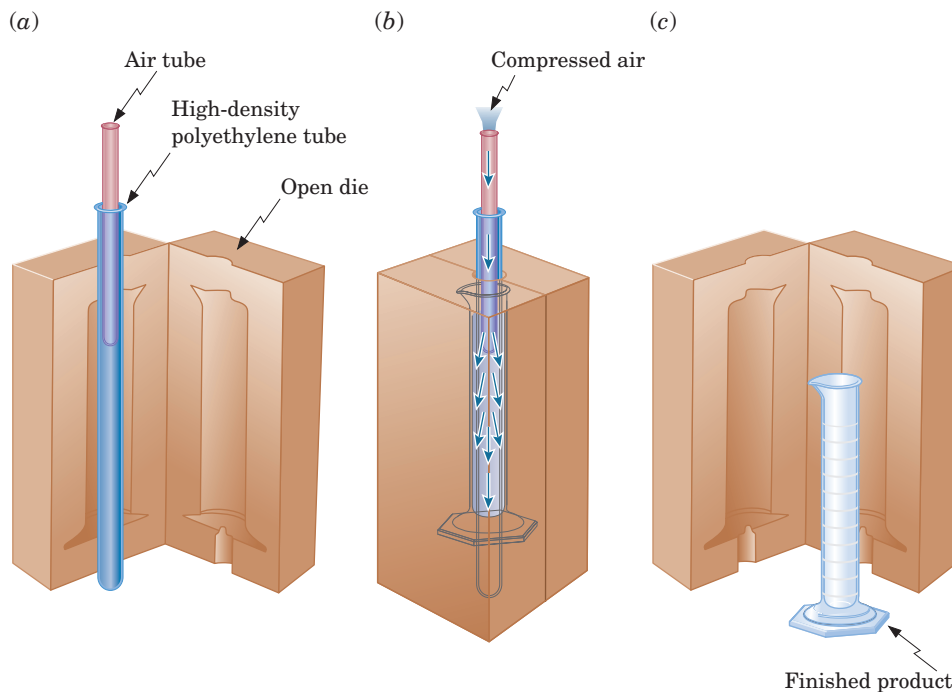 (a)
Air tube
High-density
polyethylene tube
Open die
(b)
Compressed air
(c)
Finished product